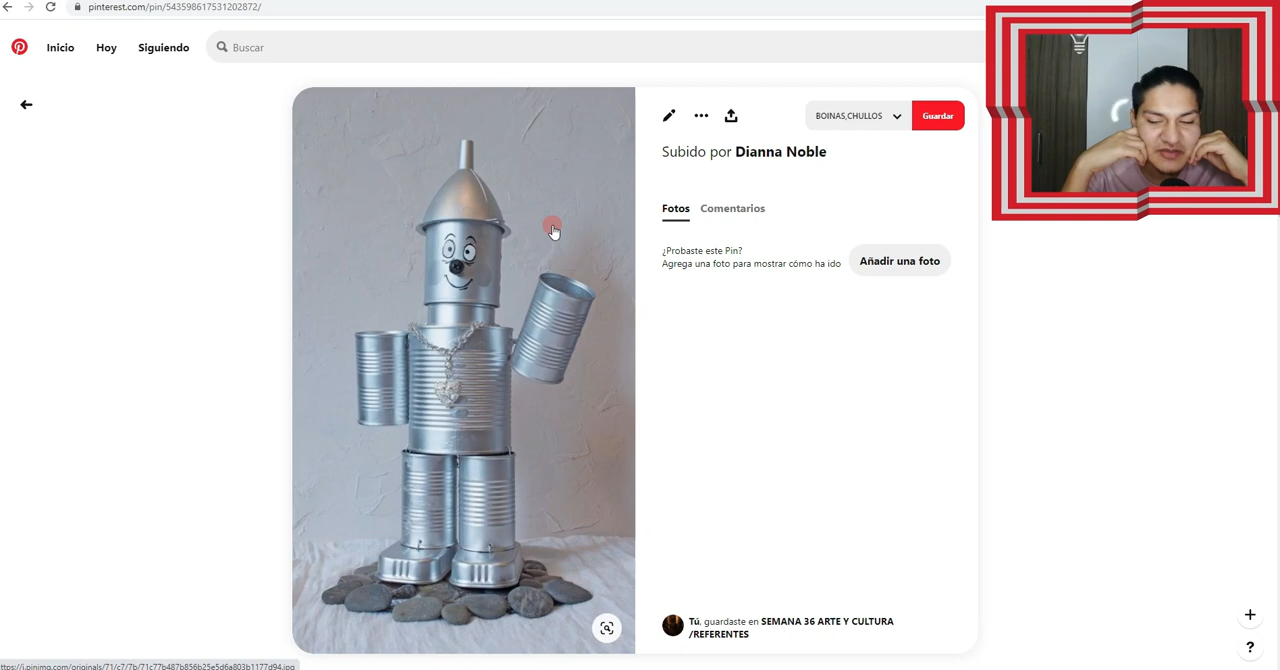 pinterest.com/pin/543598617531202872/
Inicio Hoy Siguiendo Buscar
BOINAS,CHULLOS Guardar
Subido por Dianna Noble
Fotos Comentarios
¿Probaste este Pin?
Agrega una foto para mostrar cómo ha ido
Añadir una foto
Tú, guardaste en SEMANA 36 ARTE Y CULTURA
/REFERENTES
?